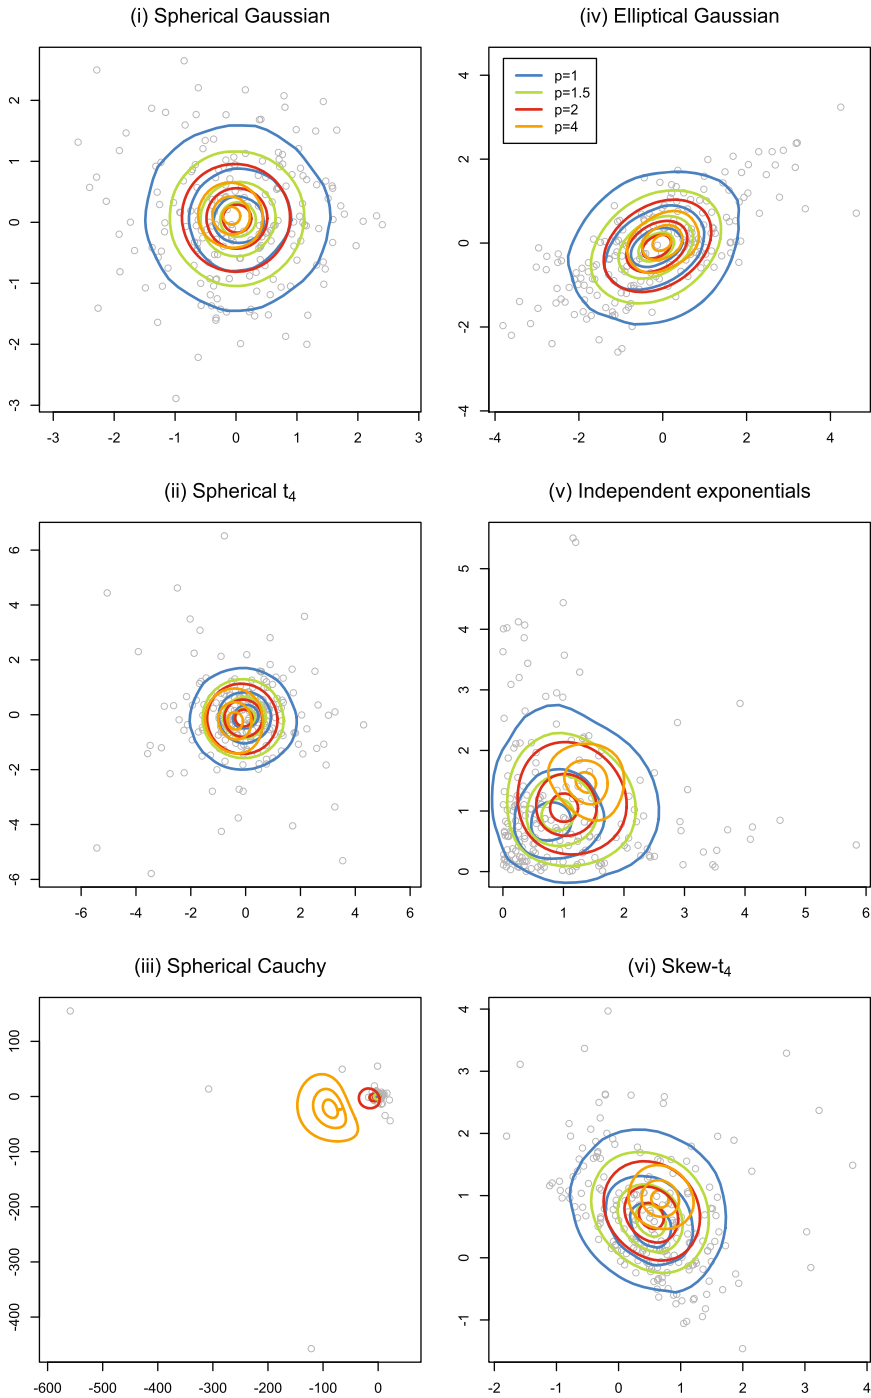 (i) Spherical Gaussian
2
1
0
-1
-2
-3
-3 -2 -1 0 1 2 3
(iv) Elliptical Gaussian
p=1
p=1.5
p=2
p=4
4
2
0
-2
-4
-4 -2 0 2 4
(ii) Spherical t4
6
4
2
0
-2
-4
-6
-6 -4 -2 0 2 4 6
(v) Independent exponentials
5
4
3
2
1
0
0 1 2 3 4 5 6
(iii) Spherical Cauchy
100
0
-100
-200
-300
-400
-600 -500 -400 -300 -200 -100 0
(vi) Skew-t4
4
3
2
1
0
-1
-2 -1 0 1 2 3 4